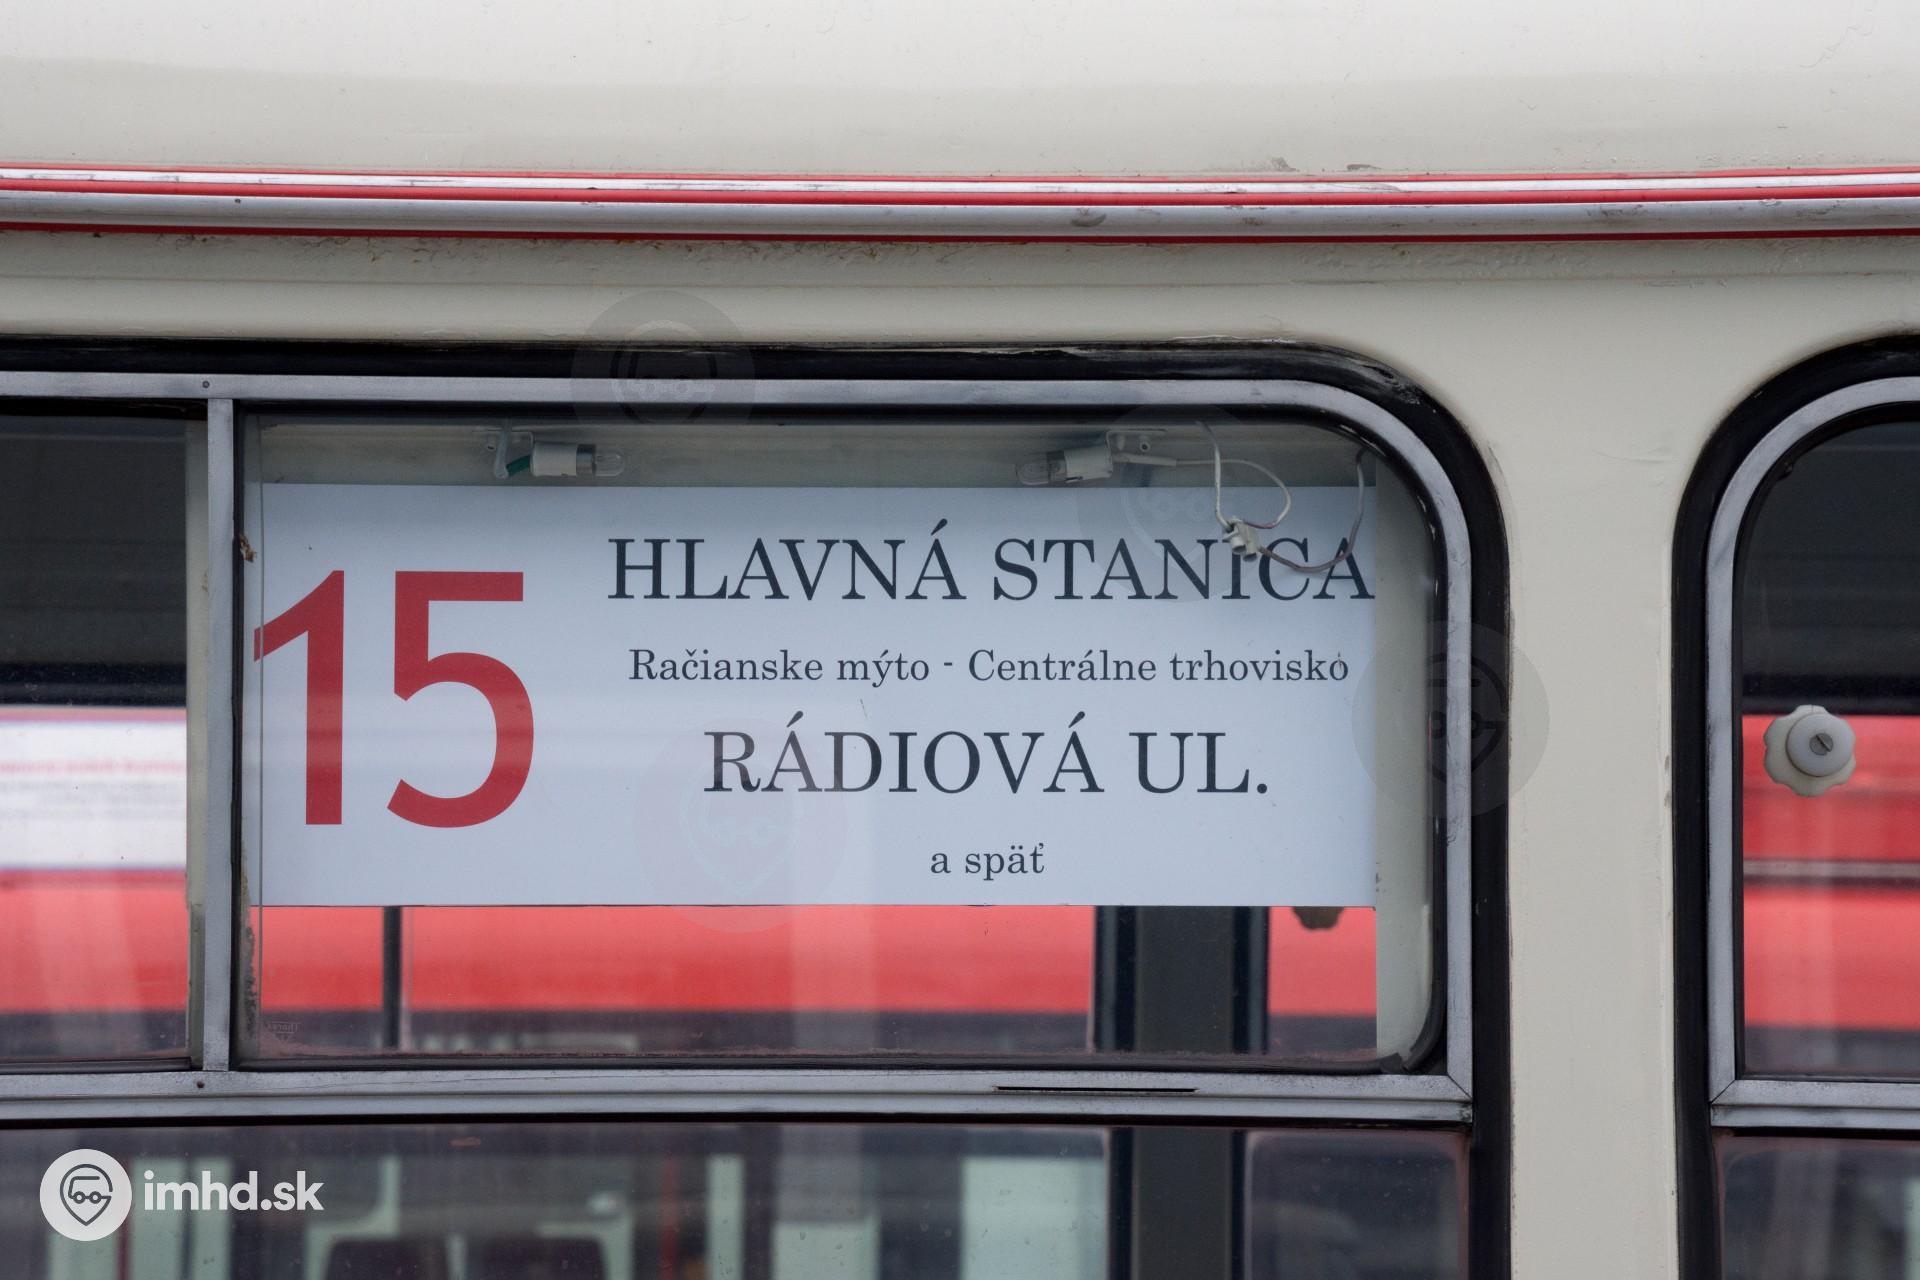 15
HLAVNÁ STANICA
Račianske mýto - Centrálne trhovisko
RÁDIOVÁ UL.
a späť
imhd.sk